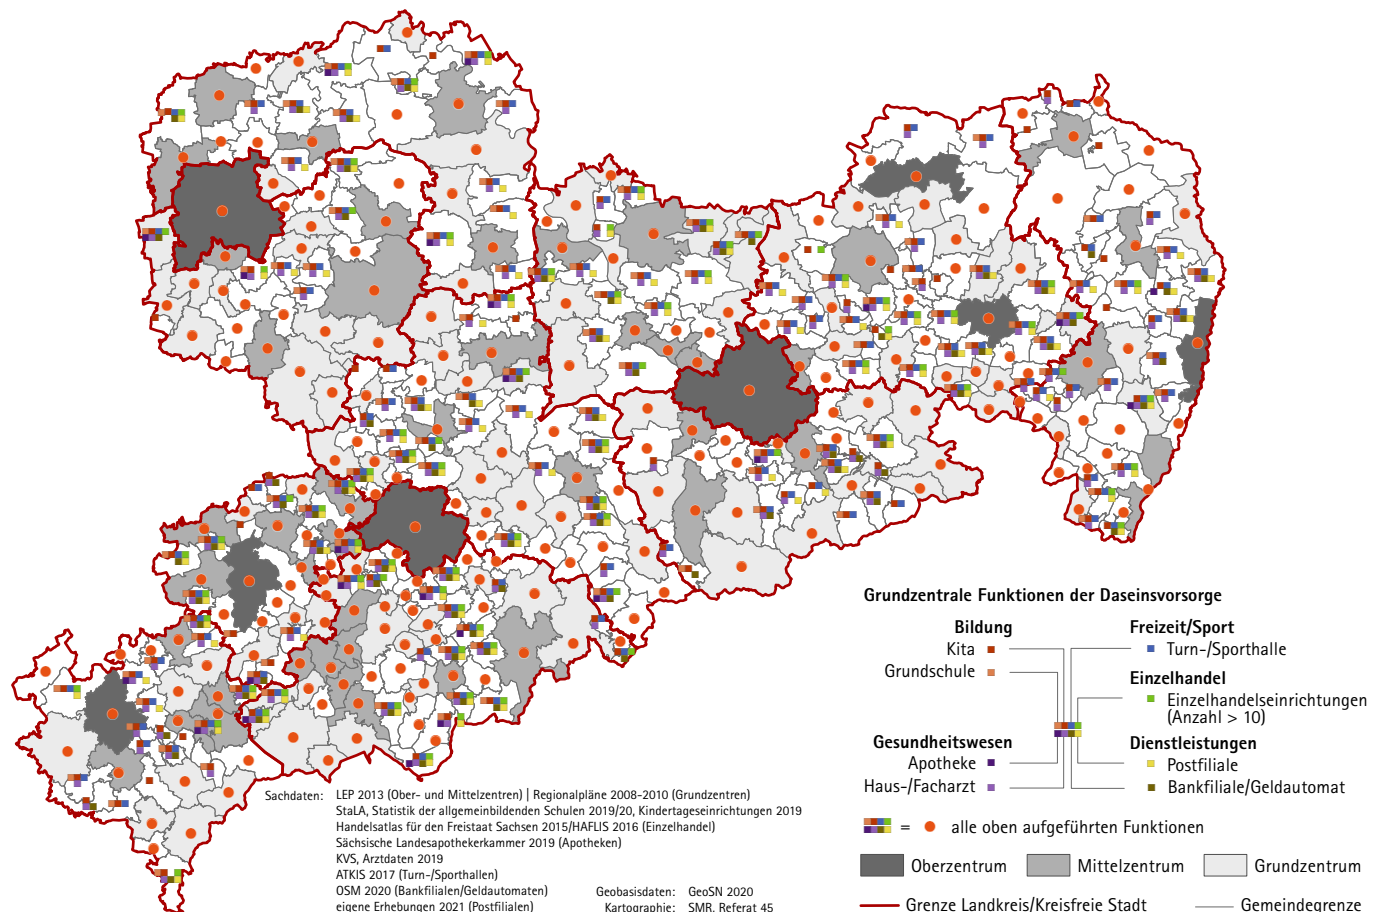 Grundzentrale Funktionen der Daseinsvorsorge
Bildung
Kita
Grundschule
Freizeit/Sport
Turn-/Sporthalle
Einzelhandel
Einzelhandelseinrichtungen
(Anzahl > 10)
Gesundheitswesen
Apotheke
Haus-/Facharzt
Dienstleistungen
Postfiliale
Bankfiliale/Geldautomat
= alle oben aufgeführten Funktionen
Oberzentrum Mittelzentrum Grundzentrum
Grenze Landkreis/Kreisfreie Stadt Gemeindegrenze
Sachdaten: LEP 2013 (Ober- und Mittelzentren) | Regionalpläne 2008-2010 (Grundzentren)
StaLA, Statistik der allgemeinbildenden Schulen 2019/20, Kindertageseinrichtungen 2019
Handelsatlas für den Freistaat Sachsen 2015/HAFLIS 2016 (Einzelhandel)
Sächsische Landesapothekerkammer 2019 (Apotheken)
KVS, Arztdaten 2019
ATKIS 2017 (Turn-/Sporthallen)
OSM 2020 (Bankfilialen/Geldautomaten)
eigene Erhebungen 2021 (Postfilialen)
Geobasisdaten: GeoSN 2020
Kartographie: SMR, Referat 45